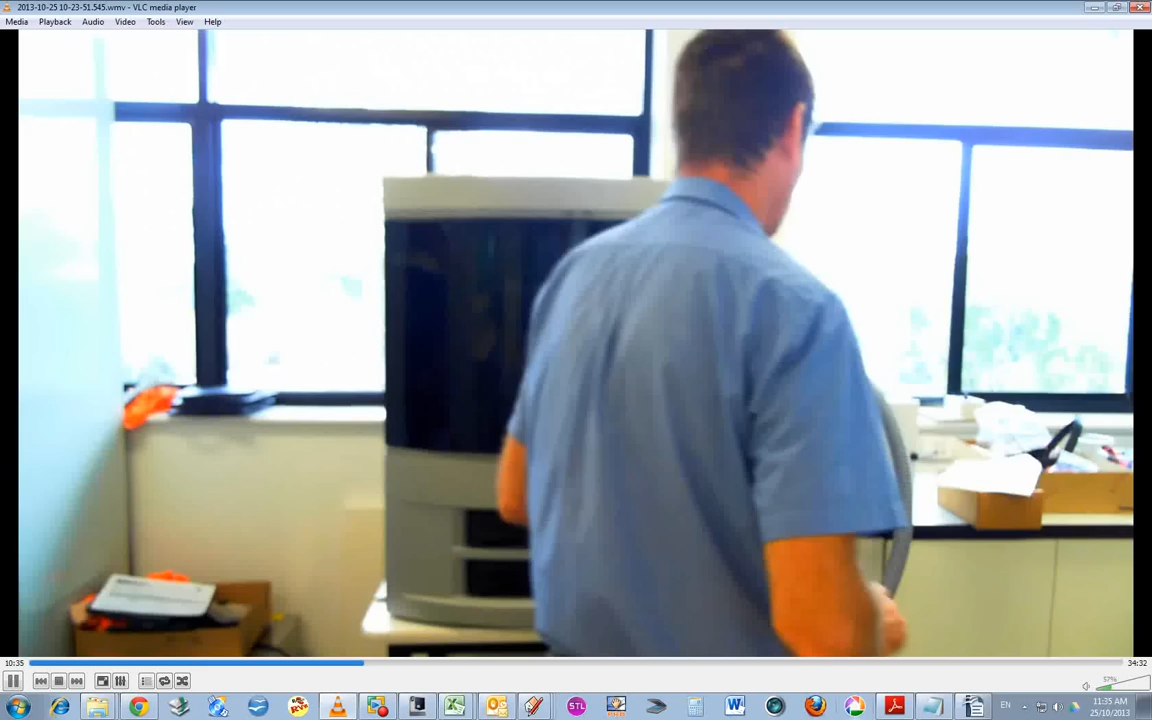 2013-10-25 10-23-51.545.wmv - VLC media player
Media Playback Audio Video Tools View Help
10:35
34:32
57%
STL
EN
11:35 AM
25/10/2013